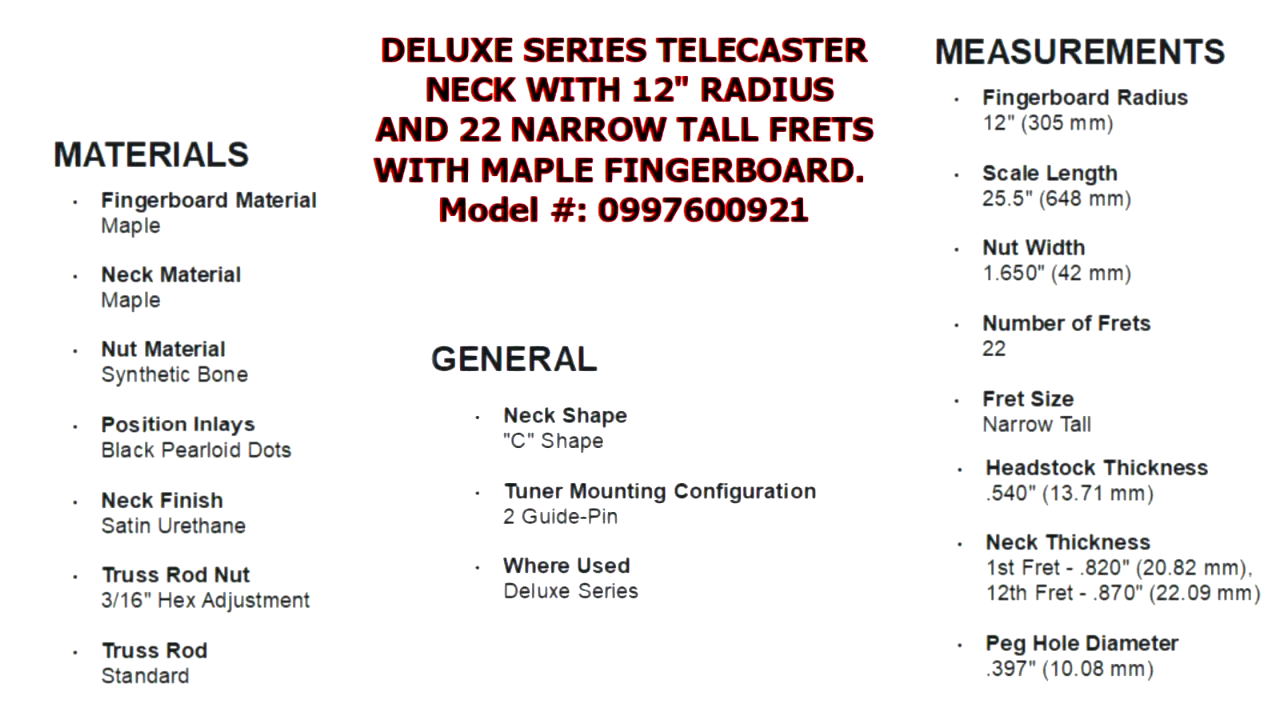 DELUXE SERIES TELECASTER
NECK WITH 12" RADIUS
AND 22 NARROW TALL FRETS
WITH MAPLE FINGERBOARD.
Model #: 0997600921
MATERIALS
· Fingerboard Material
Maple
· Neck Material
Maple
· Nut Material
Synthetic Bone
· Position Inlays
Black Pearloid Dots
· Neck Finish
Satin Urethane
· Truss Rod Nut
3/16" Hex Adjustment
· Truss Rod
Standard
GENERAL
· Neck Shape
"C" Shape
· Tuner Mounting Configuration
2 Guide-Pin
· Where Used
Deluxe Series
MEASUREMENTS
· Fingerboard Radius
12" (305 mm)
· Scale Length
25.5" (648 mm)
· Nut Width
1.650" (42 mm)
· Number of Frets
22
· Fret Size
Narrow Tall
· Headstock Thickness
.540" (13.71 mm)
· Neck Thickness
1st Fret - .820" (20.82 mm),
12th Fret - .870" (22.09 mm)
· Peg Hole Diameter
.397" (10.08 mm)